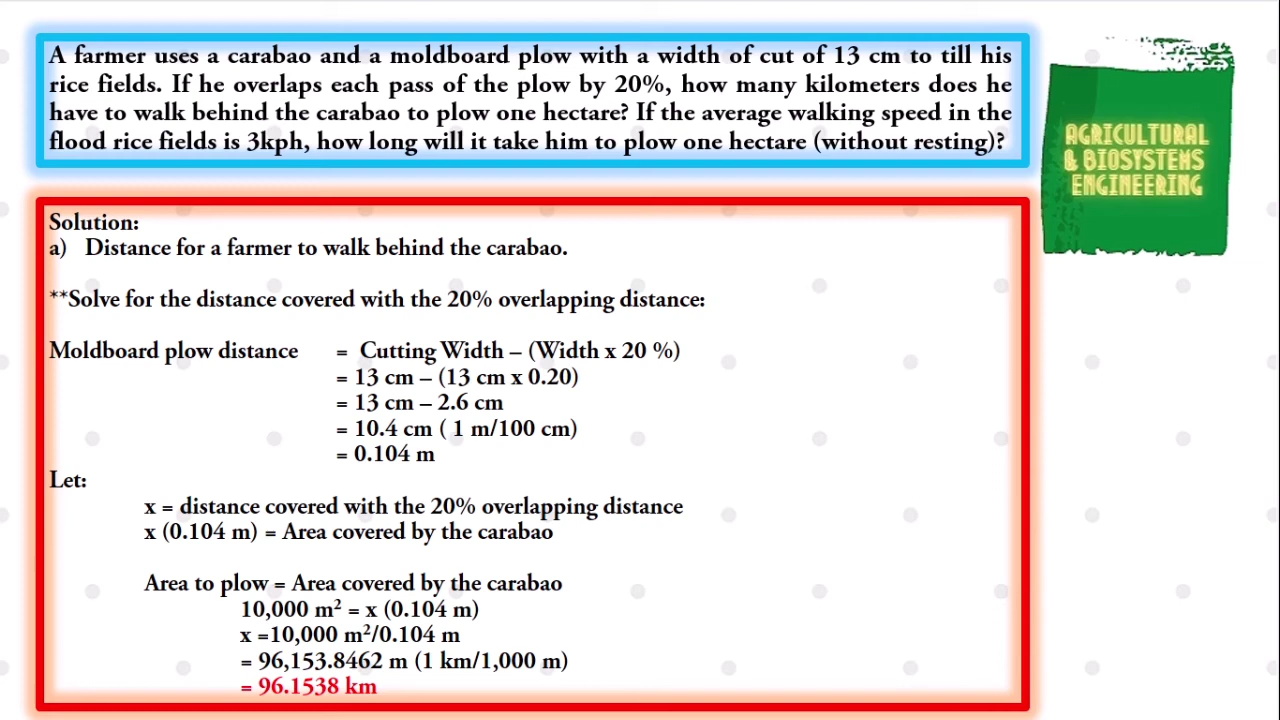 A farmer uses a carabao and a moldboard plow with a width of cut of 13 cm to till his
rice fields. If he overlaps each pass of the plow by 20%, how many kilometers does he
have to walk behind the carabao to plow one hectare? If the average walking speed in the
flood rice fields is 3kph, how long will it take him to plow one hectare (without resting)?
AGRICULTURAL
& BIOSYSTEMS
ENGINEERING
Solution:
a) Distance for a farmer to walk behind the carabao.
**Solve for the distance covered with the 20% overlapping distance:
Moldboard plow distance = Cutting Width – (Width x 20 %)
= 13 cm – (13 cm x 0.20)
= 13 cm – 2.6 cm
= 10.4 cm ( 1 m/100 cm)
= 0.104 m
Let:
x = distance covered with the 20% overlapping distance
x (0.104 m) = Area covered by the carabao
Area to plow = Area covered by the carabao
10,000 m² = x (0.104 m)
x =10,000 m²/0.104 m
= 96,153.8462 m (1 km/1,000 m)
= 96.1538 km